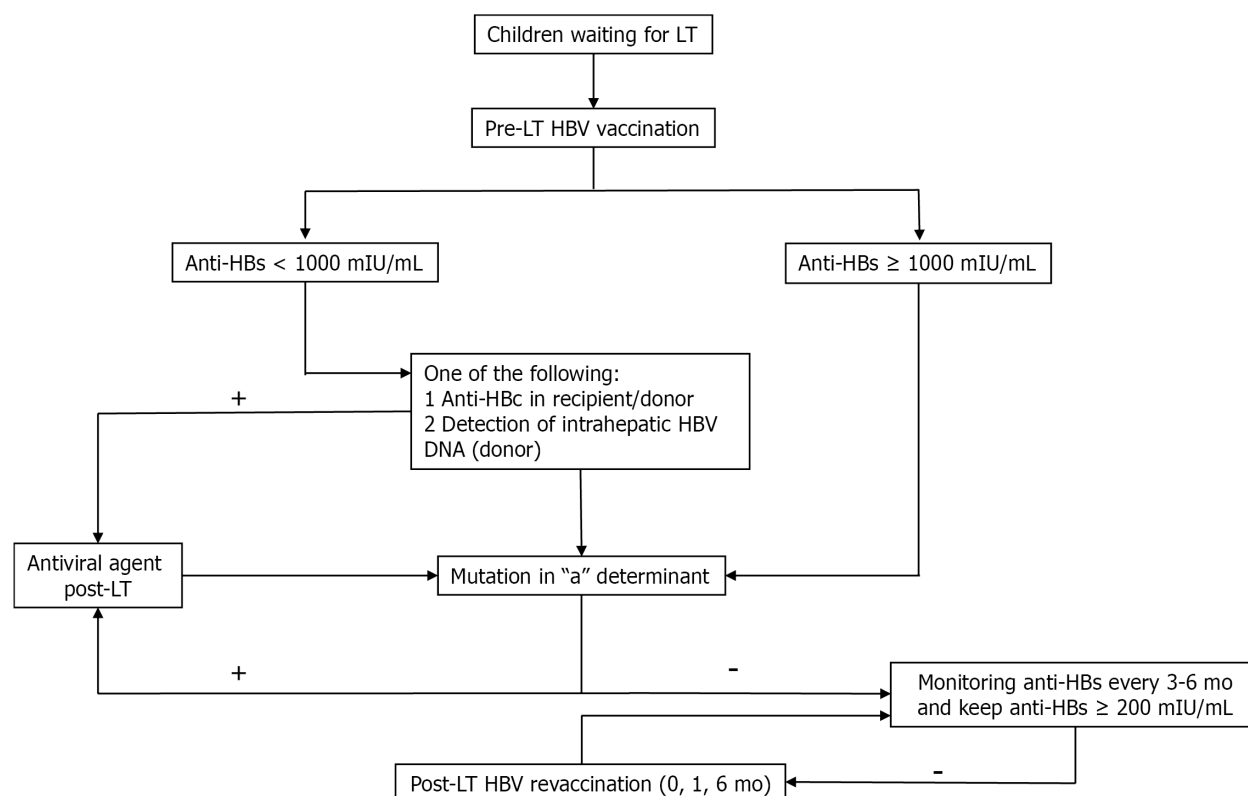 Children waiting for LT
Pre-LT HBV vaccination
Anti-HBs < 1000 mIU/mL
Anti-HBs ≥ 1000 mIU/mL
One of the following:
1 Anti-HBc in recipient/donor
2 Detection of intrahepatic HBV
DNA (donor)
+
Antiviral agent
post-LT
Mutation in “a” determinant
+
-
Monitoring anti-HBs every 3-6 mo
and keep anti-HBs ≥ 200 mIU/mL
-
Post-LT HBV revaccination (0, 1, 6 mo)